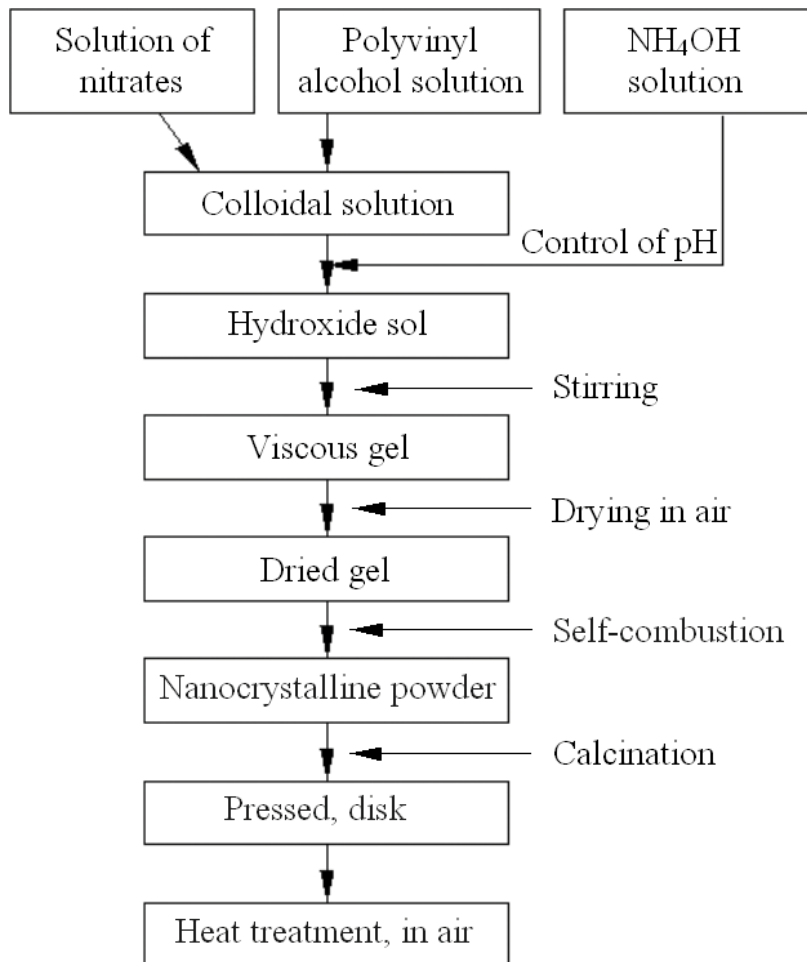 Solution of
nitrates
Polyvinyl
alcohol solution
NH₄OH
solution
Colloidal solution
Control of pH
Hydroxide sol
Stirring
Viscous gel
Drying in air
Dried gel
Self-combustion
Nanocrystalline powder
Calcination
Pressed, disk
Heat treatment, in air